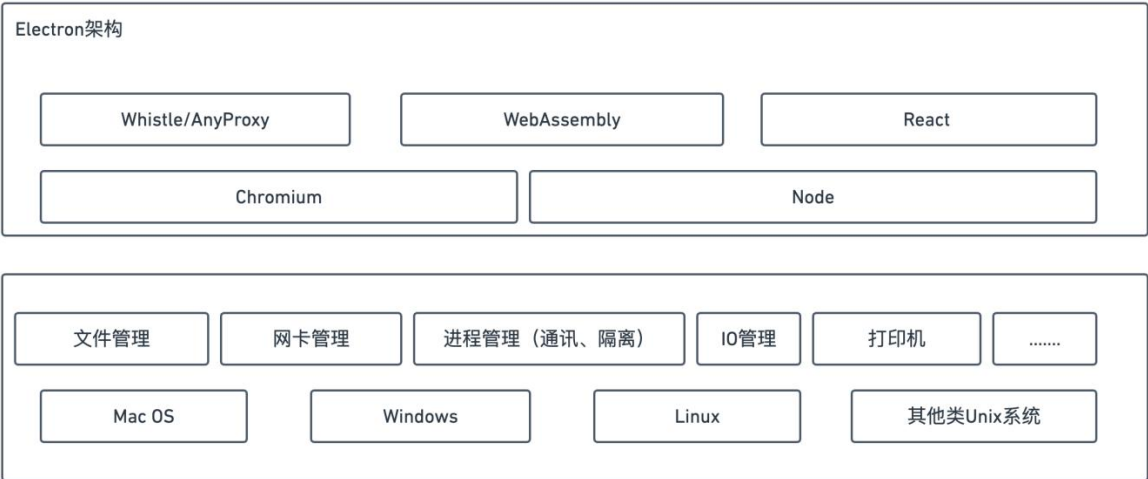 Electron架构
Whistle/AnyProxy
WebAssembly
React
Chromium
Node
文件管理
网卡管理
进程管理（通讯、隔离）
IO管理
打印机
.......
Mac OS
Windows
Linux
其他类Unix系统